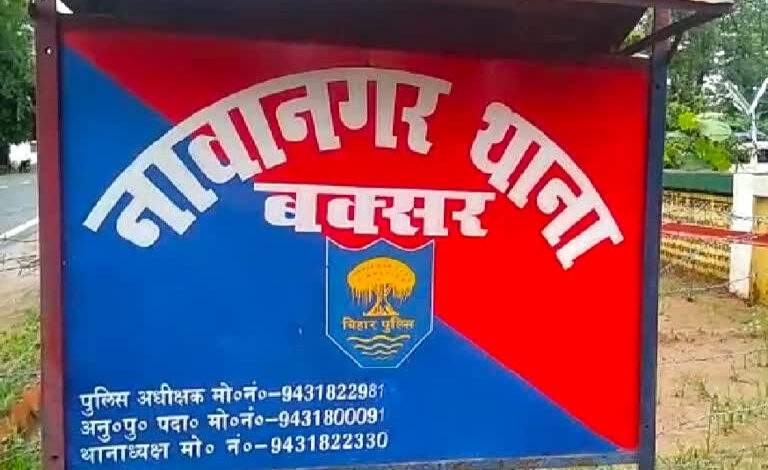 नावानगर थाना
बक्सर
बिहार पुलिस
पुलिस अधीक्षक मो०नं०-9431822981
अनु०पु० पदा० मो०नं०-9431800091
थानाध्यक्ष मो० नं०-9431822330